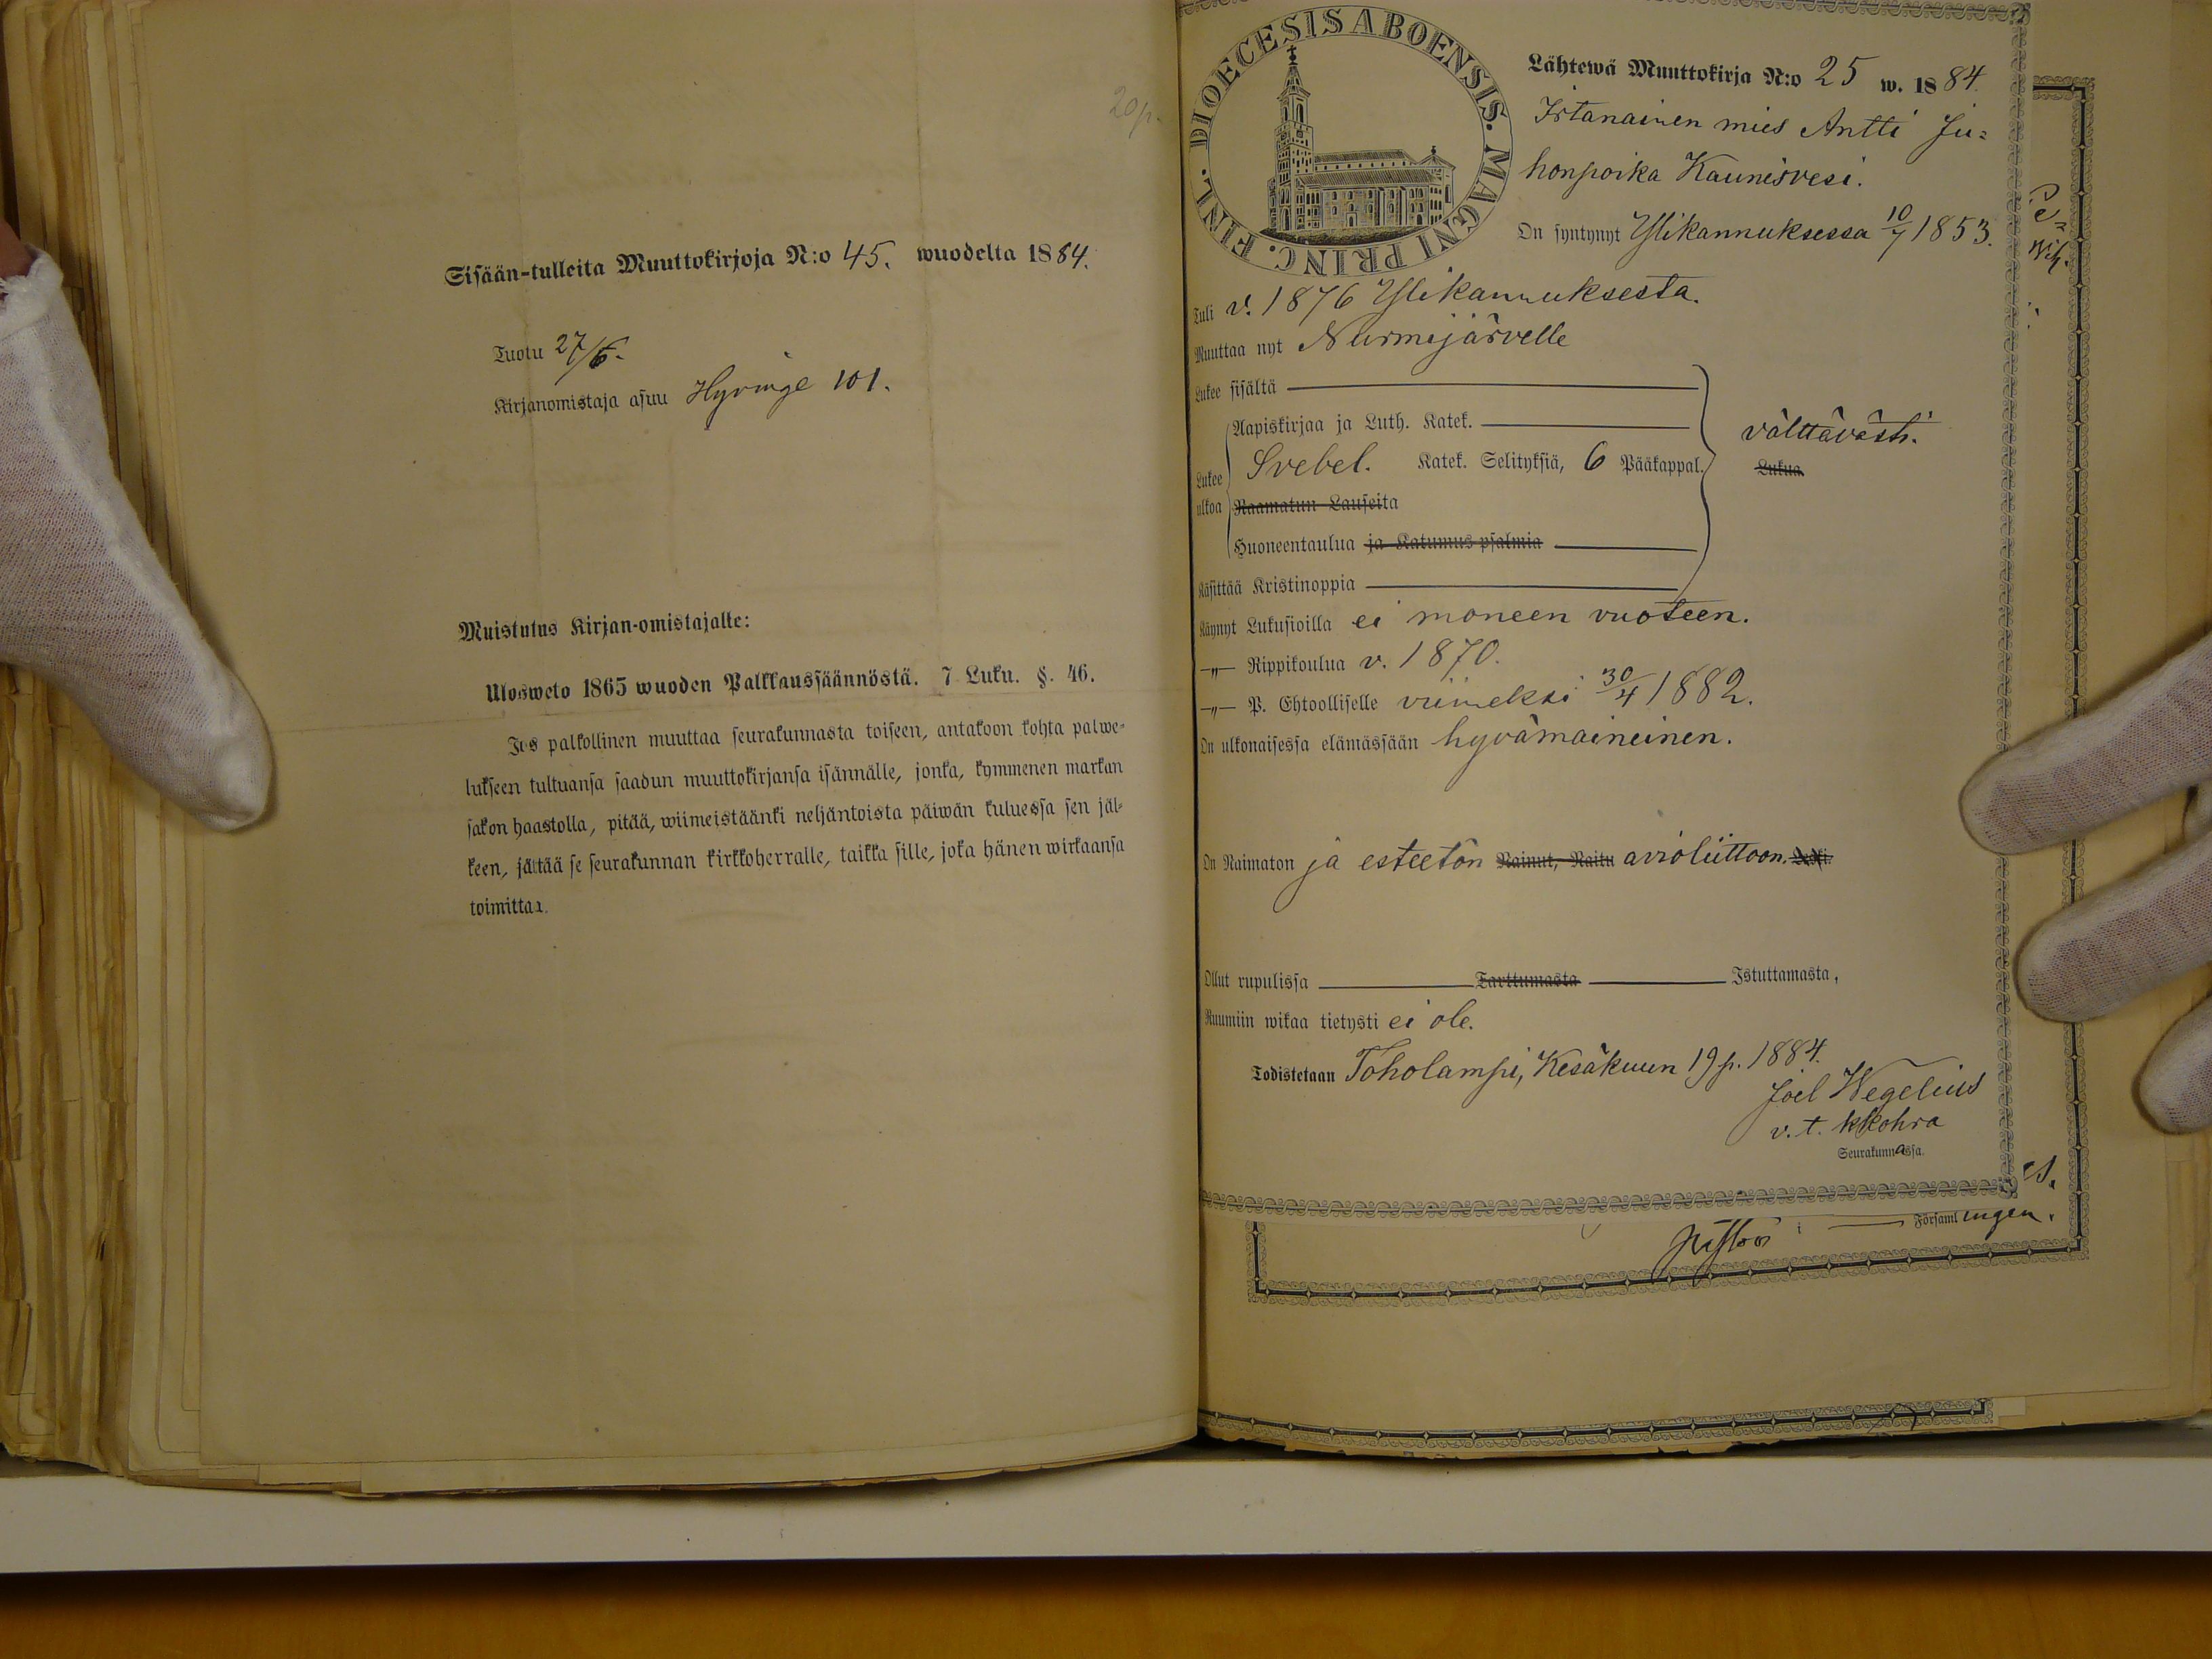 20 p.
Sisään-tulleita Muuttokirjoja N:o 45. wuodelta 1884.
Tuotu 27/6.
Kirjanomistaja asuu Hyvinge 101.
Muistutus Kirjan-omistajalle:
Ulosweto 1865 wuoden Palkkaussäännöstä. 7 Luku. §. 46.
Jos palkollinen muuttaa seurakunnasta toiseen, antakoon kohta palwe-
lukseen tultuansa saadun muuttokirjansa isännälle, jonka, kymmenen markan
sakon haastolla, pitää, wiimeistäänki neljäntoista päiwän kuluessa sen jäl-
keen, jättää se seurakunnan kirkkoherralle, taikka sille, joka hänen wirkaansa
toimittaa.
DIOECESIS ABOENSIS. MAGNI PRINC. FINL.
Lähtewä Muuttokirja N:o 25 w. 1884.
Irtanainen mies Antti Ju=
honpoika Kaunisvesi.
On syntynyt Ylikannuksessa 10/7 1853.
Tuli v. 1876 Ylikannuksesta.
Muuttaa nyt Nurmijärvelle
Lukee sisältä
Aapiskirjaa ja Luth. Katek.
välttävästi.
Lukee ulkoa
Svebel. Katek. Selityksiä, 6 Pääkappal.
Lukua
Raamatun Lauseita
Huoneentaulua ja Katumus psalmia
Käsittää Kristinoppia
Käynyt Lukusioilla ei moneen vuoteen.
—„— Rippikoulua v. 1870.
—„— P. Ehtoolliselle viimeksi 30/4 1882.
On ulkonaisessa elämässään hyvämaineinen.
On Naimaton ja esteetön Nainut, Naitu avioliittoon.
Ollut rupulissa Tarttumasta Istuttamasta,
Ruumiin wikaa tietysti ei ole.
Todistetaan Toholampi, Kesäkuun 19 p. 1884.
Joel Wegelius
v. t. kkohra
Seurakunnassa.
i Församlingen.